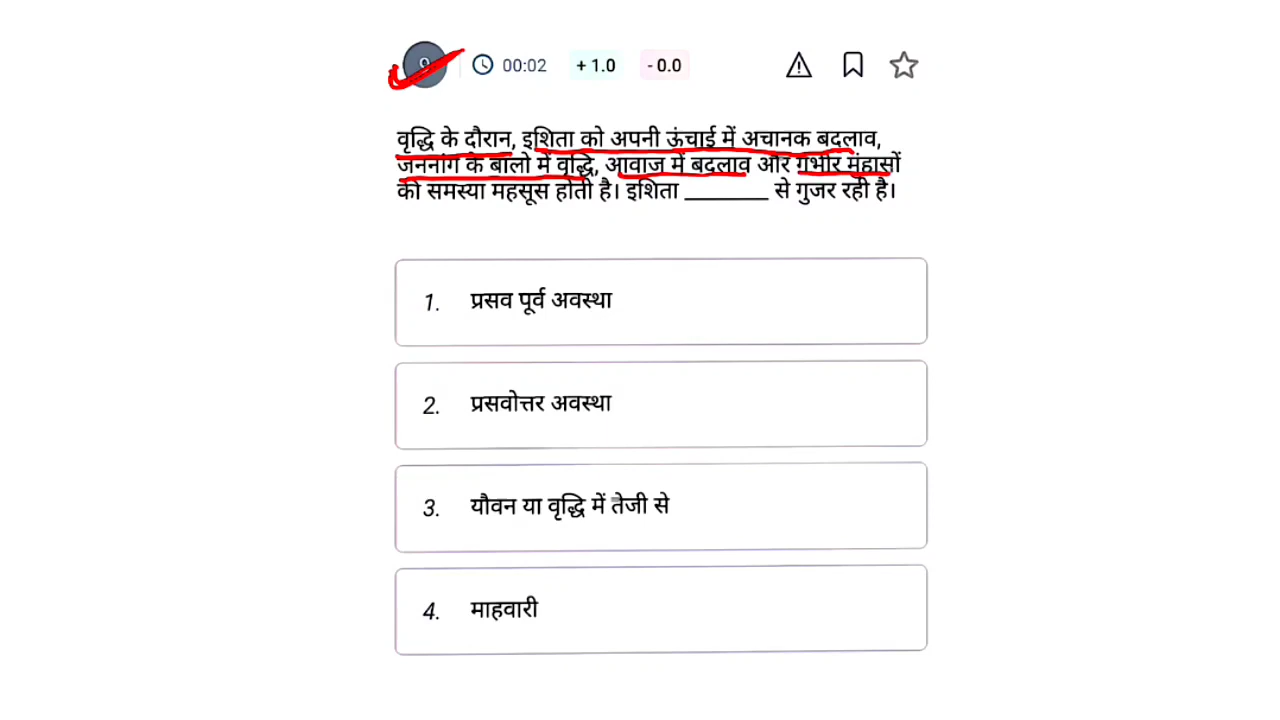 00:02 + 1.0 - 0.0
वृद्धि के दौरान, इशिता को अपनी ऊंचाई में अचानक बदलाव,
जननांग के बालो में वृद्धि, आवाज में बदलाव और गंभीर मुंहासों
की समस्या महसूस होती है। इशिता ________ से गुजर रही है।
1. प्रसव पूर्व अवस्था
2. प्रसवोत्तर अवस्था
3. यौवन या वृद्धि में तेजी से
4. माहवारी